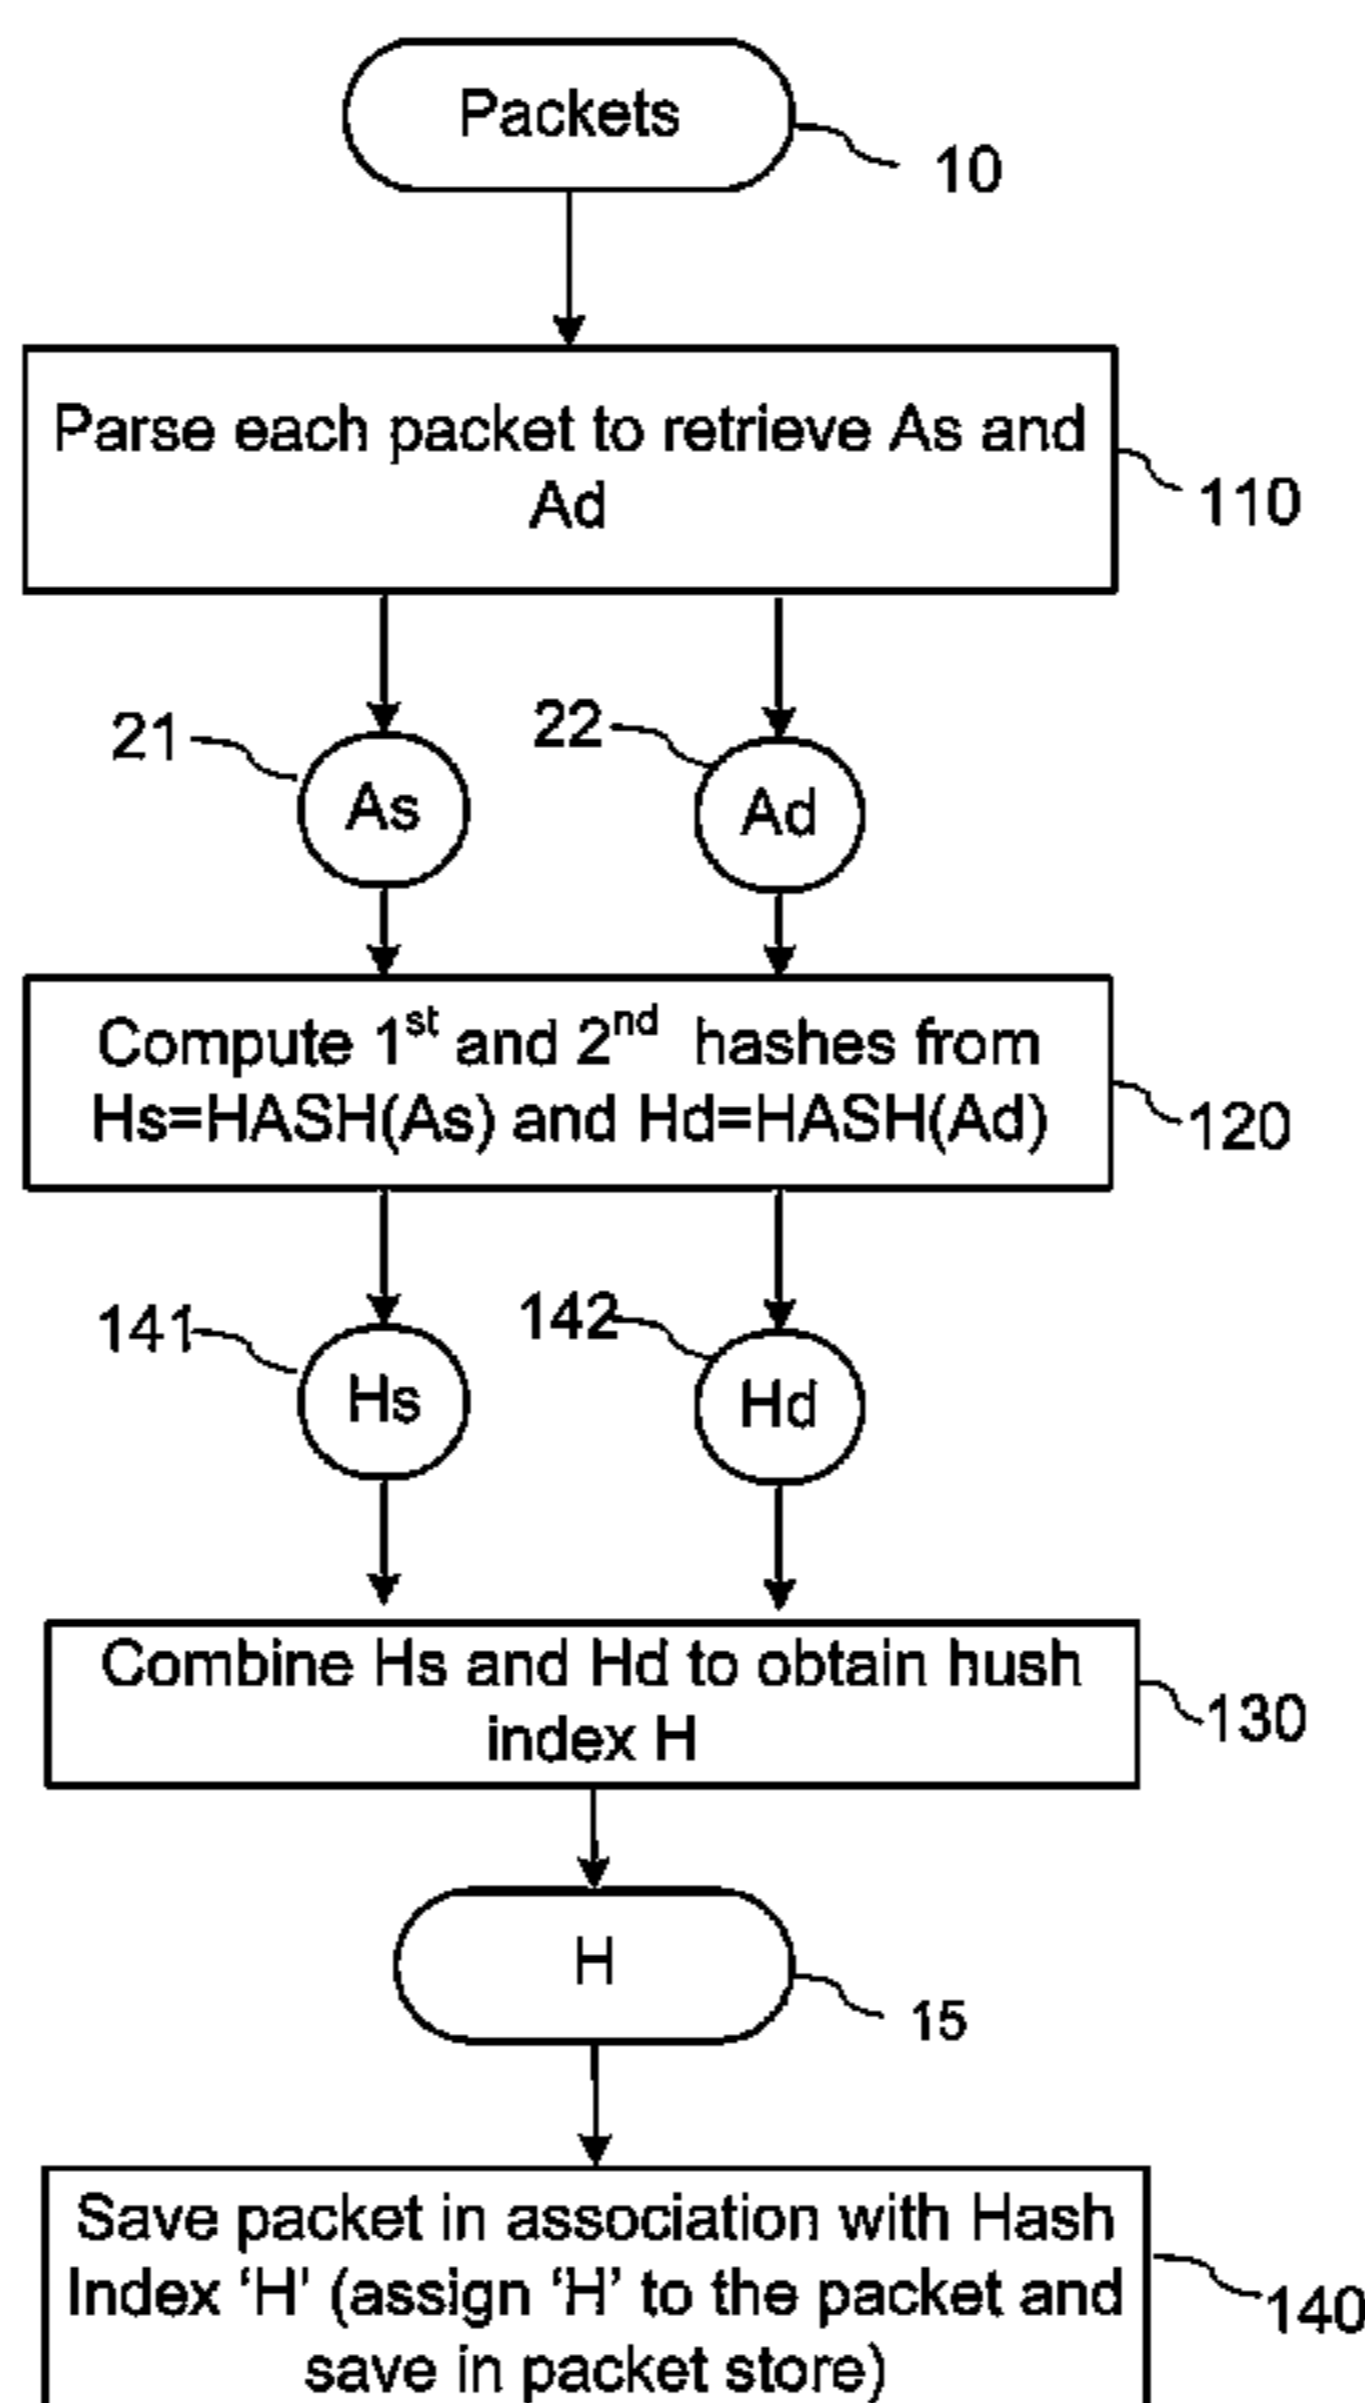 Packets
10
Parse each packet to retrieve As and
Ad
110
21
22
As
Ad
Compute 1st and 2nd hashes from
Hs=HASH(As) and Hd=HASH(Ad)
120
141
142
Hs
Hd
Combine Hs and Hd to obtain hush
index H
130
H
15
Save packet in association with Hash
Index ‘H’ (assign ‘H’ to the packet and
save in packet store)
140